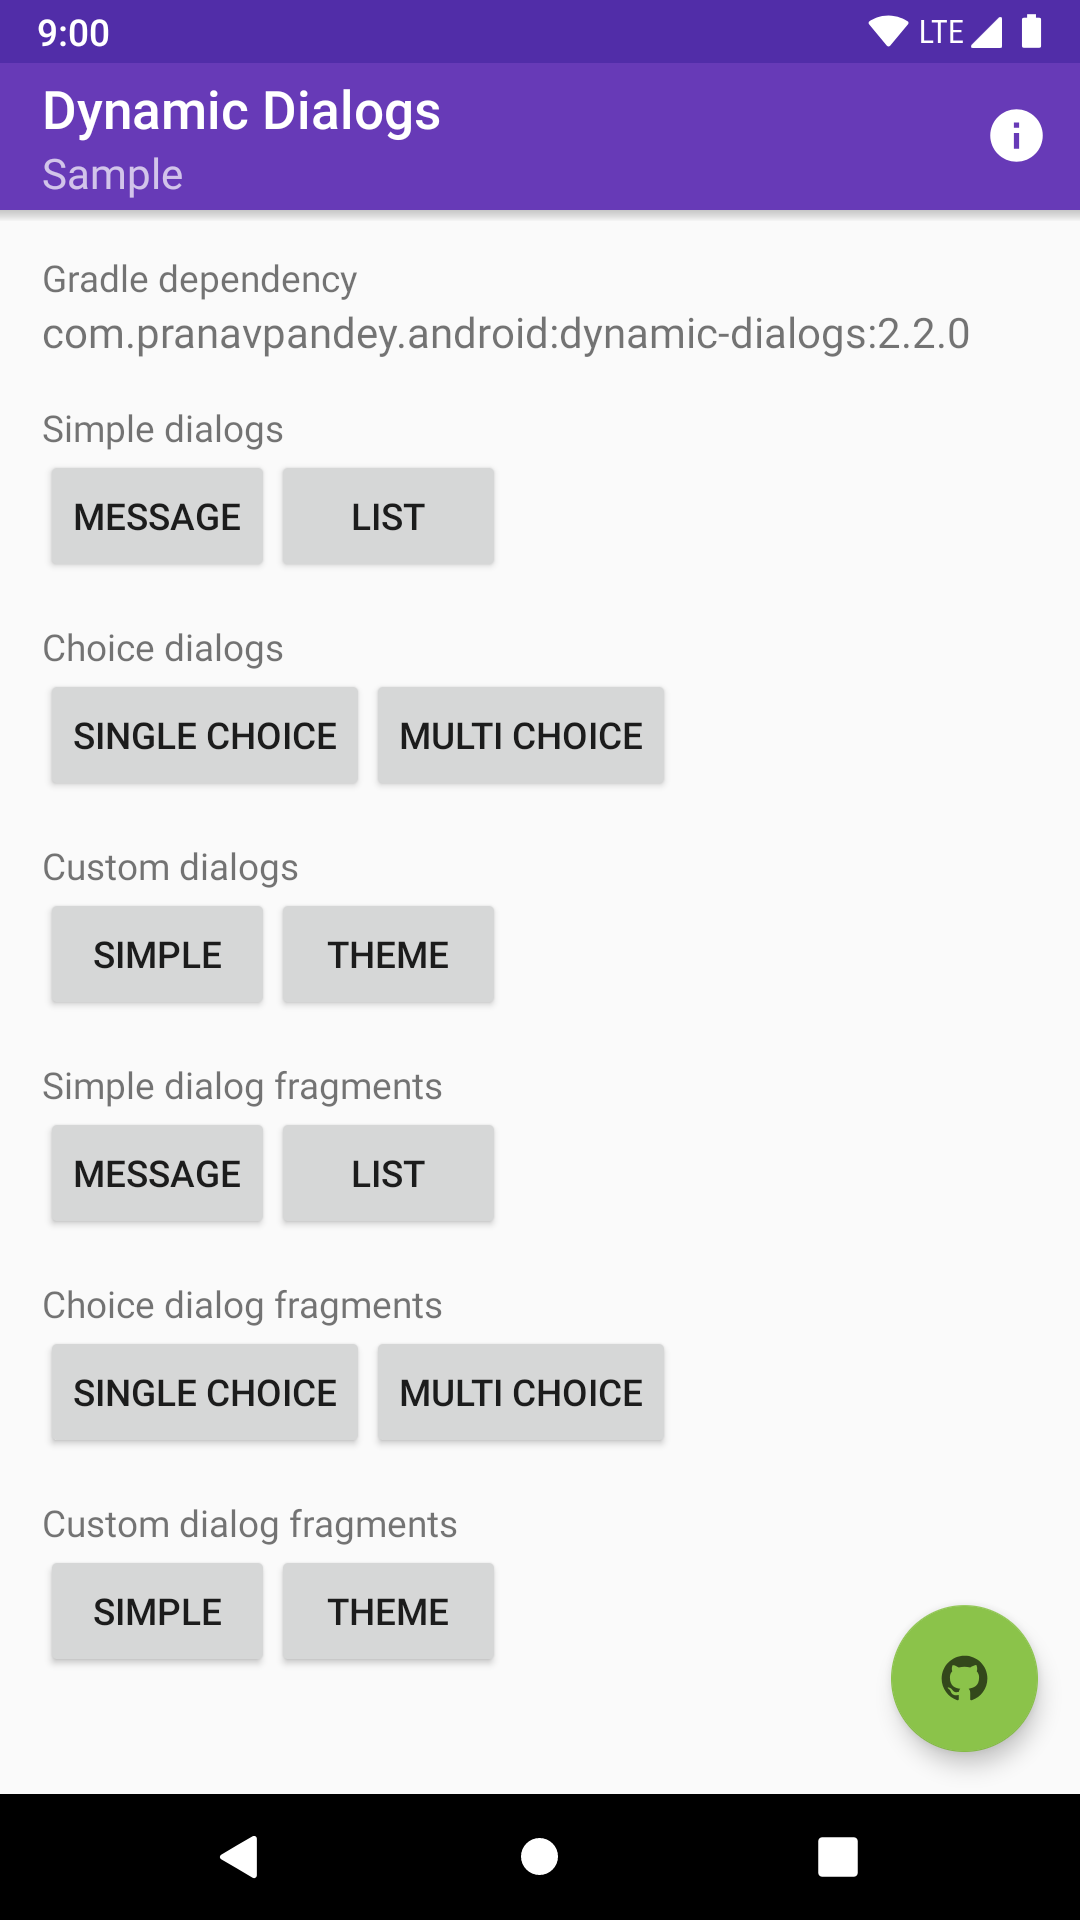 9:00 LTE
Dynamic Dialogs
Sample
Gradle dependency
com.pranavpandey.android:dynamic-dialogs:2.2.0
Simple dialogs
MESSAGE LIST
Choice dialogs
SINGLE CHOICE MULTI CHOICE
Custom dialogs
SIMPLE THEME
Simple dialog fragments
MESSAGE LIST
Choice dialog fragments
SINGLE CHOICE MULTI CHOICE
Custom dialog fragments
SIMPLE THEME